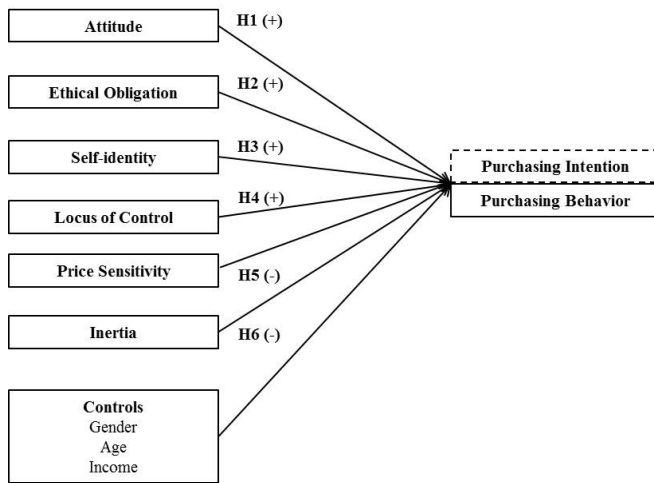 Attitude
H1 (+)
Ethical Obligation
H2 (+)
Self-identity
H3 (+)
Purchasing Intention
Locus of Control
H4 (+)
Purchasing Behavior
Price Sensitivity
H5 (-)
Inertia
H6 (-)
Controls
Gender
Age
Income